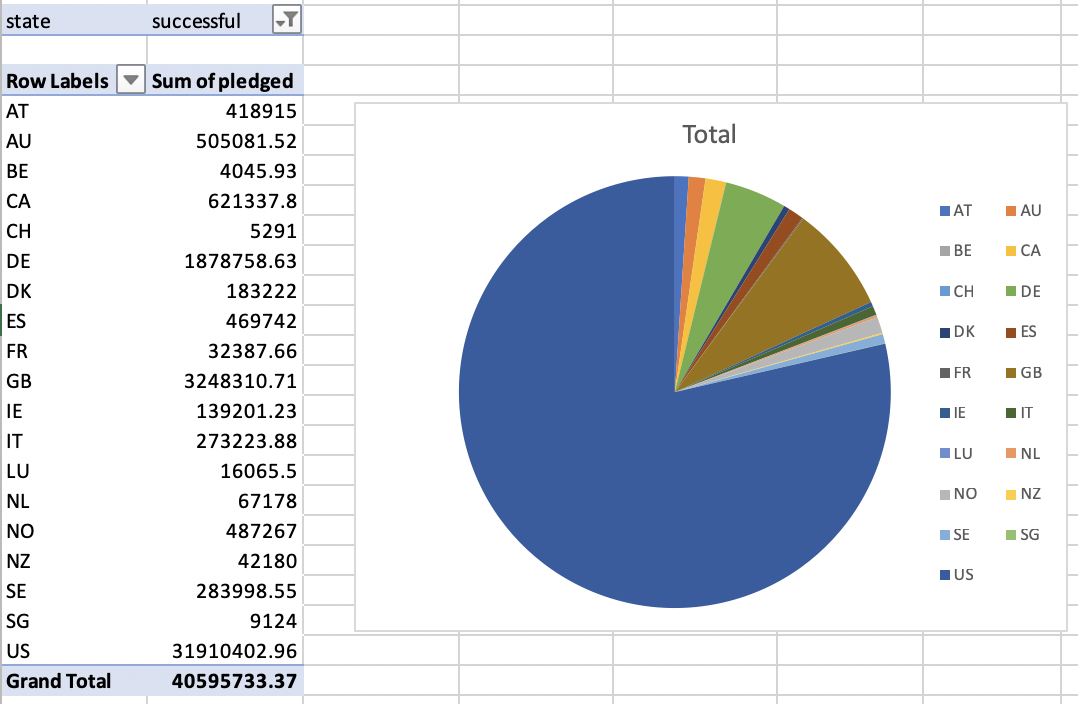 state successful
Row Labels Sum of pledged
AT 418915
AU 505081.52
BE 4045.93
CA 621337.8
CH 5291
DE 1878758.63
DK 183222
ES 469742
FR 32387.66
GB 3248310.71
IE 139201.23
IT 273223.88
LU 16065.5
NL 67178
NO 487267
NZ 42180
SE 283998.55
SG 9124
US 31910402.96
Grand Total 40595733.37
Total
AT AU
BE CA
CH DE
DK ES
FR GB
IE IT
LU NL
NO NZ
SE SG
US